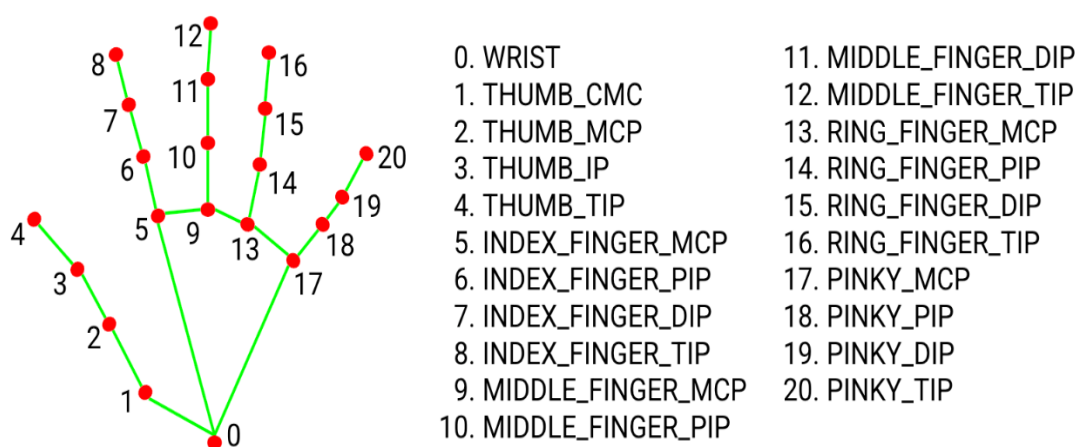 12
8
16
11
7
15
10
6
20
14
19
4
5
9
13
18
3
17
2
1
0
0. WRIST
1. THUMB_CMC
2. THUMB_MCP
3. THUMB_IP
4. THUMB_TIP
5. INDEX_FINGER_MCP
6. INDEX_FINGER_PIP
7. INDEX_FINGER_DIP
8. INDEX_FINGER_TIP
9. MIDDLE_FINGER_MCP
10. MIDDLE_FINGER_PIP
11. MIDDLE_FINGER_DIP
12. MIDDLE_FINGER_TIP
13. RING_FINGER_MCP
14. RING_FINGER_PIP
15. RING_FINGER_DIP
16. RING_FINGER_TIP
17. PINKY_MCP
18. PINKY_PIP
19. PINKY_DIP
20. PINKY_TIP